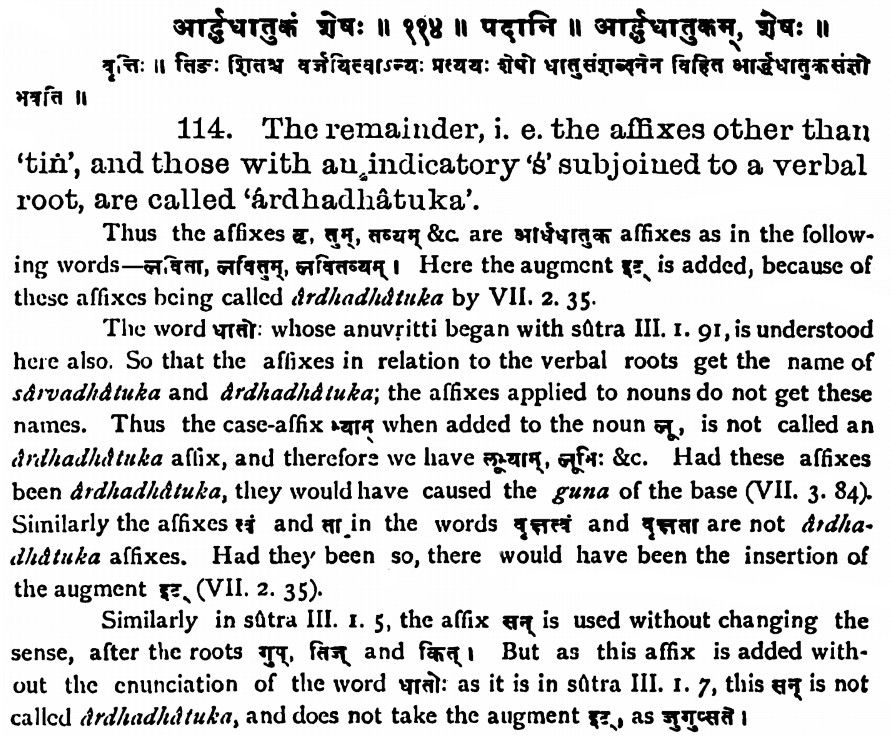 आर्द्धधातुकं शेषः ॥ ११४ ॥ पदानि ॥ आर्द्धधातुकम्, शेषः ॥
वृत्तिः ॥ तिङः शितश्च वर्जयित्वाऽन्यः प्रत्ययः शेषो धातुसंशब्दनेन विहित आर्द्धधातुकसंज्ञो
भवति ॥
114. The remainder, i. e. the affixes other than
'tiṅ', and those with an indicatory 'ś' subjoined to a verbal
root, are called 'árdhadhâtuka'.
Thus the affixes तृ, तुम्, तव्यम् &c. are आर्धधातुक affixes as in the follow-
ing words—लविता, लवितुम्, लवितव्यम् । Here the augment इट् is added, because of
these affixes being called árdhadhâtuka by VII. 2. 35.
The word धातोः whose anuvṛitti began with sûtra III. 1. 91, is understood
here also. So that the affixes in relation to the verbal roots get the name of
sârvadhâtuka and ârdhadhâtuka; the affixes applied to nouns do not get these
names. Thus the case-affix भ्याम् when added to the noun लू, is not called an
ârdhadhâtuka affix, and therefore we have लूभ्याम्, लूभिः &c. Had these affixes
been ârdhadhâtuka, they would have caused the guna of the base (VII. 3. 84).
Similarly the affixes त्वं and ता in the words वृक्षत्वं and वृक्षता are not árdha-
dhâtuka affixes. Had they been so, there would have been the insertion of
the augment इट् (VII. 2. 35).
Similarly in sûtra III. 1. 5, the affix सन् is used without changing the
sense, after the roots गुप्, तिज् and कित् । But as this affix is added with-
out the enunciation of the word धातोः as it is in sûtra III. 1. 7, this सन् is not
called ârdhadhâtuka, and does not take the augment इट्, as जुगुप्सते ।